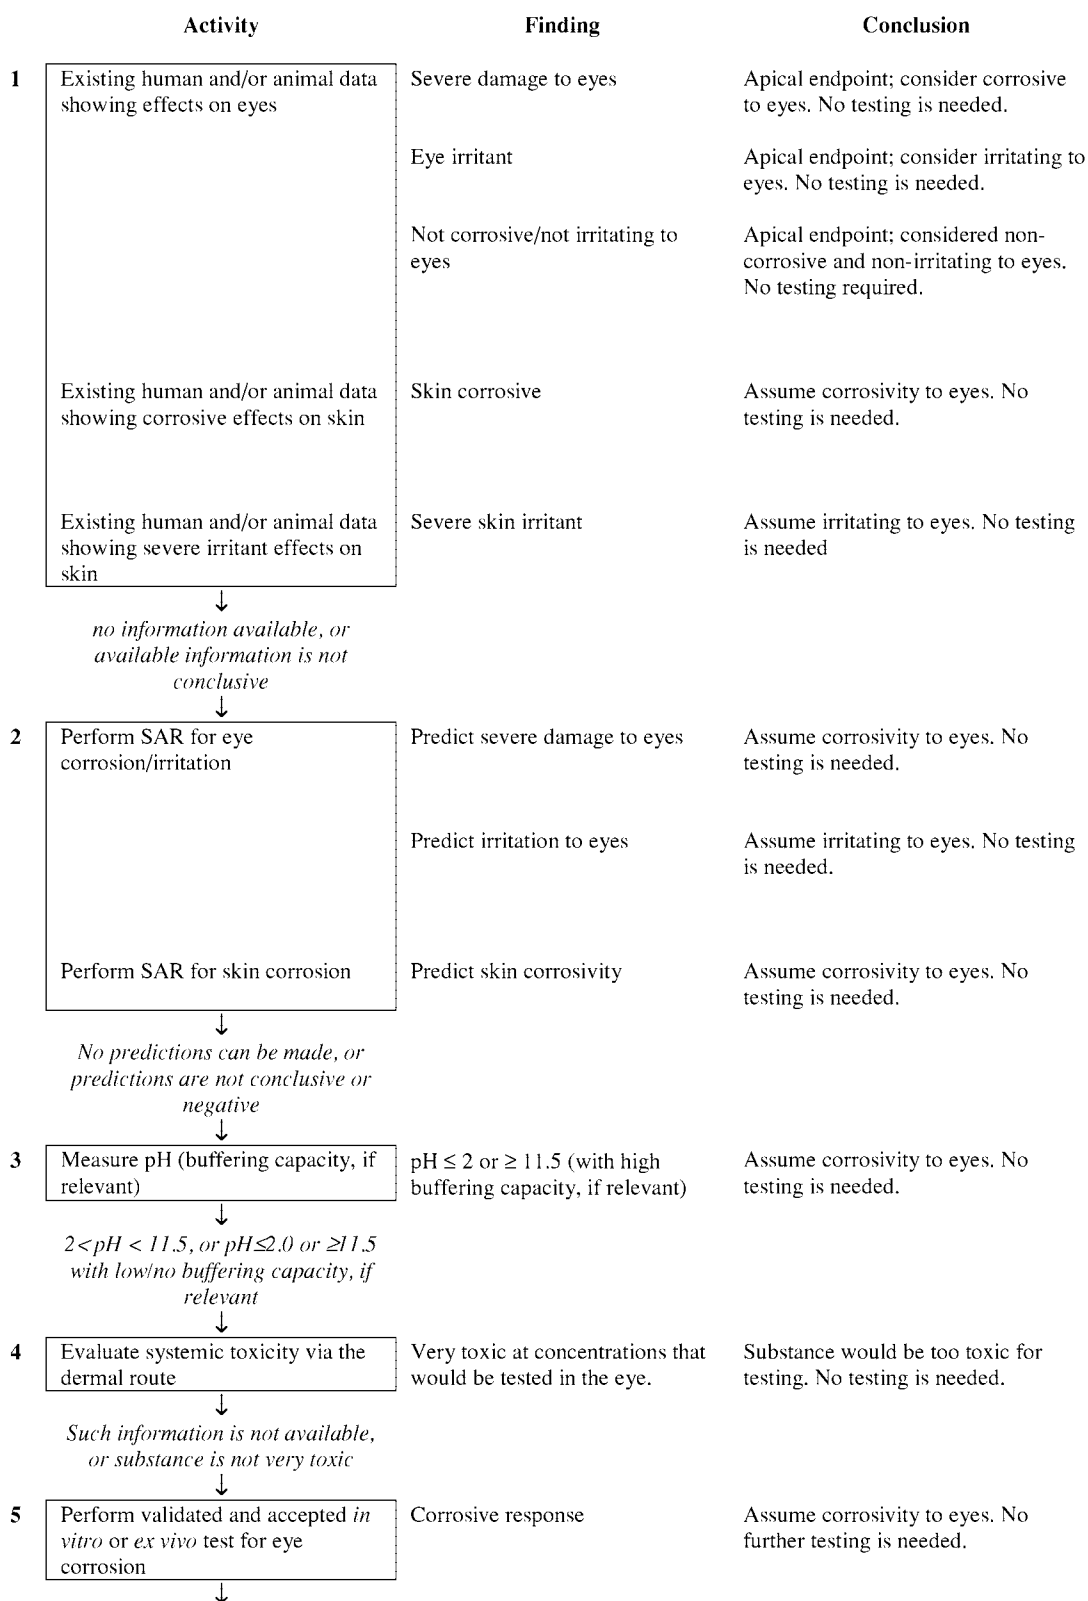 Activity Finding Conclusion
1 Existing human and/or animal data Severe damage to eyes Apical endpoint; consider corrosive
showing effects on eyes to eyes. No testing is needed.
Eye irritant Apical endpoint; consider irritating to
eyes. No testing is needed.
Not corrosive/not irritating to Apical endpoint; considered non-
eyes corrosive and non-irritating to eyes.
No testing required.
Existing human and/or animal data Skin corrosive Assume corrosivity to eyes. No
showing corrosive effects on skin testing is needed.
Existing human and/or animal data Severe skin irritant Assume irritating to eyes. No testing
showing severe irritant effects on is needed
skin
↓
no information available, or
available information is not
conclusive
↓
2 Perform SAR for eye Predict severe damage to eyes Assume corrosivity to eyes. No
corrosion/irritation testing is needed.
Predict irritation to eyes Assume irritating to eyes. No testing
is needed.
Perform SAR for skin corrosion Predict skin corrosivity Assume corrosivity to eyes. No
testing is needed.
↓
No predictions can be made, or
predictions are not conclusive or
negative
↓
3 Measure pH (buffering capacity, if pH ≤ 2 or ≥ 11.5 (with high Assume corrosivity to eyes. No
relevant) buffering capacity, if relevant) testing is needed.
↓
2<pH < 11.5, or pH≤2.0 or ≥11.5
with low/no buffering capacity, if
relevant
↓
4 Evaluate systemic toxicity via the Very toxic at concentrations that Substance would be too toxic for
dermal route would be tested in the eye. testing. No testing is needed.
↓
Such information is not available,
or substance is not very toxic
↓
5 Perform validated and accepted in Corrosive response Assume corrosivity to eyes. No
vitro or ex vivo test for eye further testing is needed.
corrosion
↓